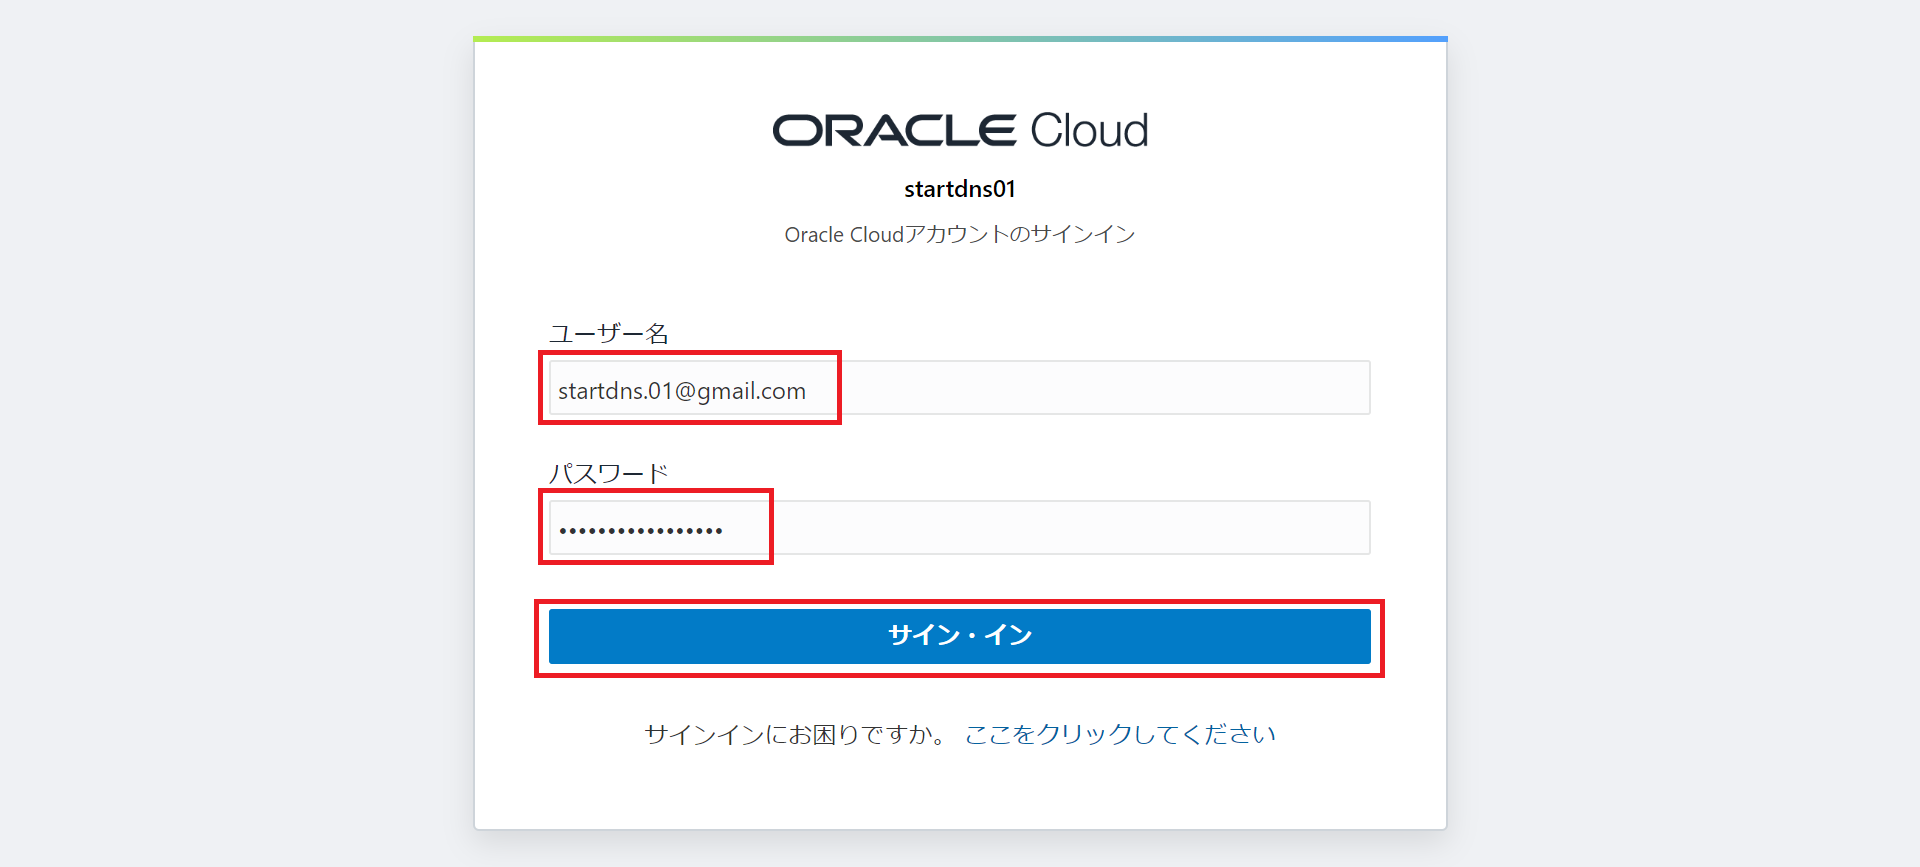 ORACLE Cloud
startdns01
Oracle Cloudアカウントのサインイン
ユーザー名
startdns.01@gmail.com
パスワード
•••••••••••••••••
サイン・イン
サインインにお困りですか。 ここをクリックしてください